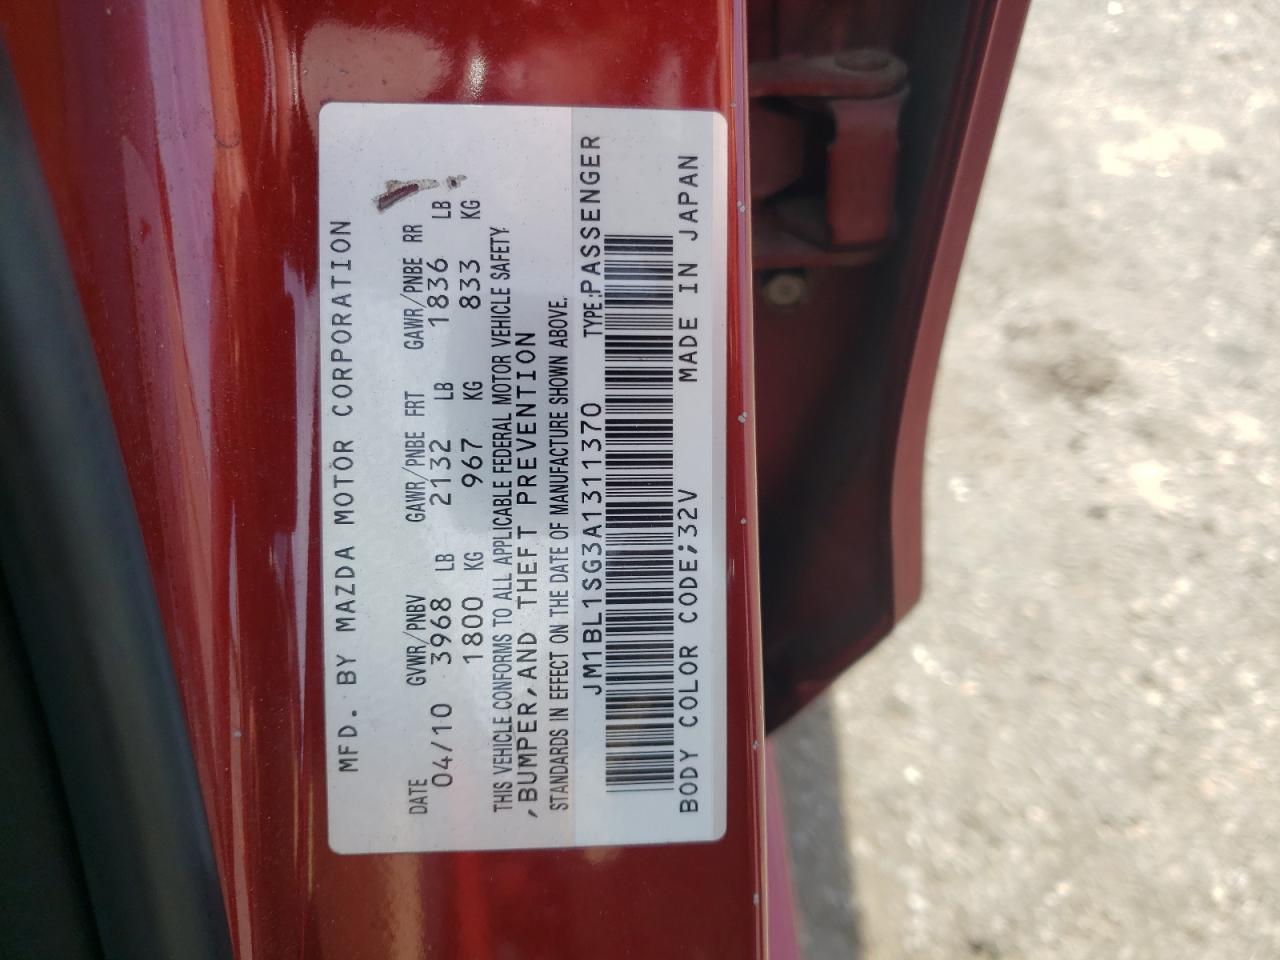 MFD. BY MAZDA MOTOR CORPORATION
DATE GVWR/PNBV GAWR/PNBE FRT GAWR/PNBE RR
04/10 3968 LB 2132 LB 1836 LB
1800 KG 967 KG 833 KG
THIS VEHICLE CONFORMS TO ALL APPLICABLE FEDERAL MOTOR VEHICLE SAFETY
,BUMPER,AND THEFT PREVENTION
STANDARDS IN EFFECT ON THE DATE OF MANUFACTURE SHOWN ABOVE.
JM1BL1SG3A1311370 TYPE:PASSENGER
BODY COLOR CODE;32V MADE IN JAPAN